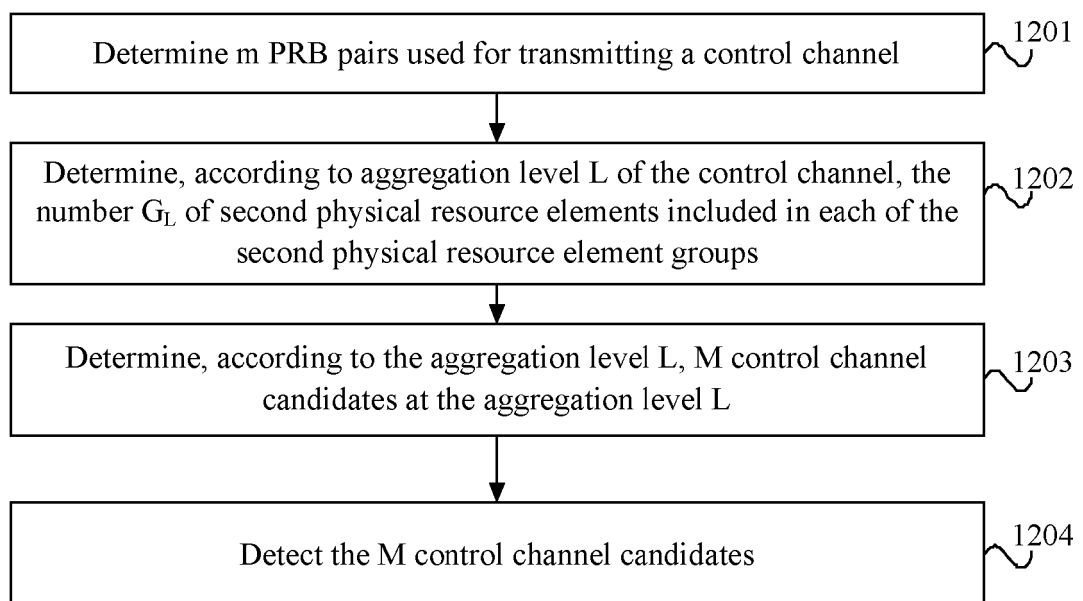 Determine m PRB pairs used for transmitting a control channel
1201
Determine, according to aggregation level L of the control channel, the
number GL of second physical resource elements included in each of the
second physical resource element groups
1202
Determine, according to the aggregation level L, M control channel
candidates at the aggregation level L
1203
Detect the M control channel candidates
1204